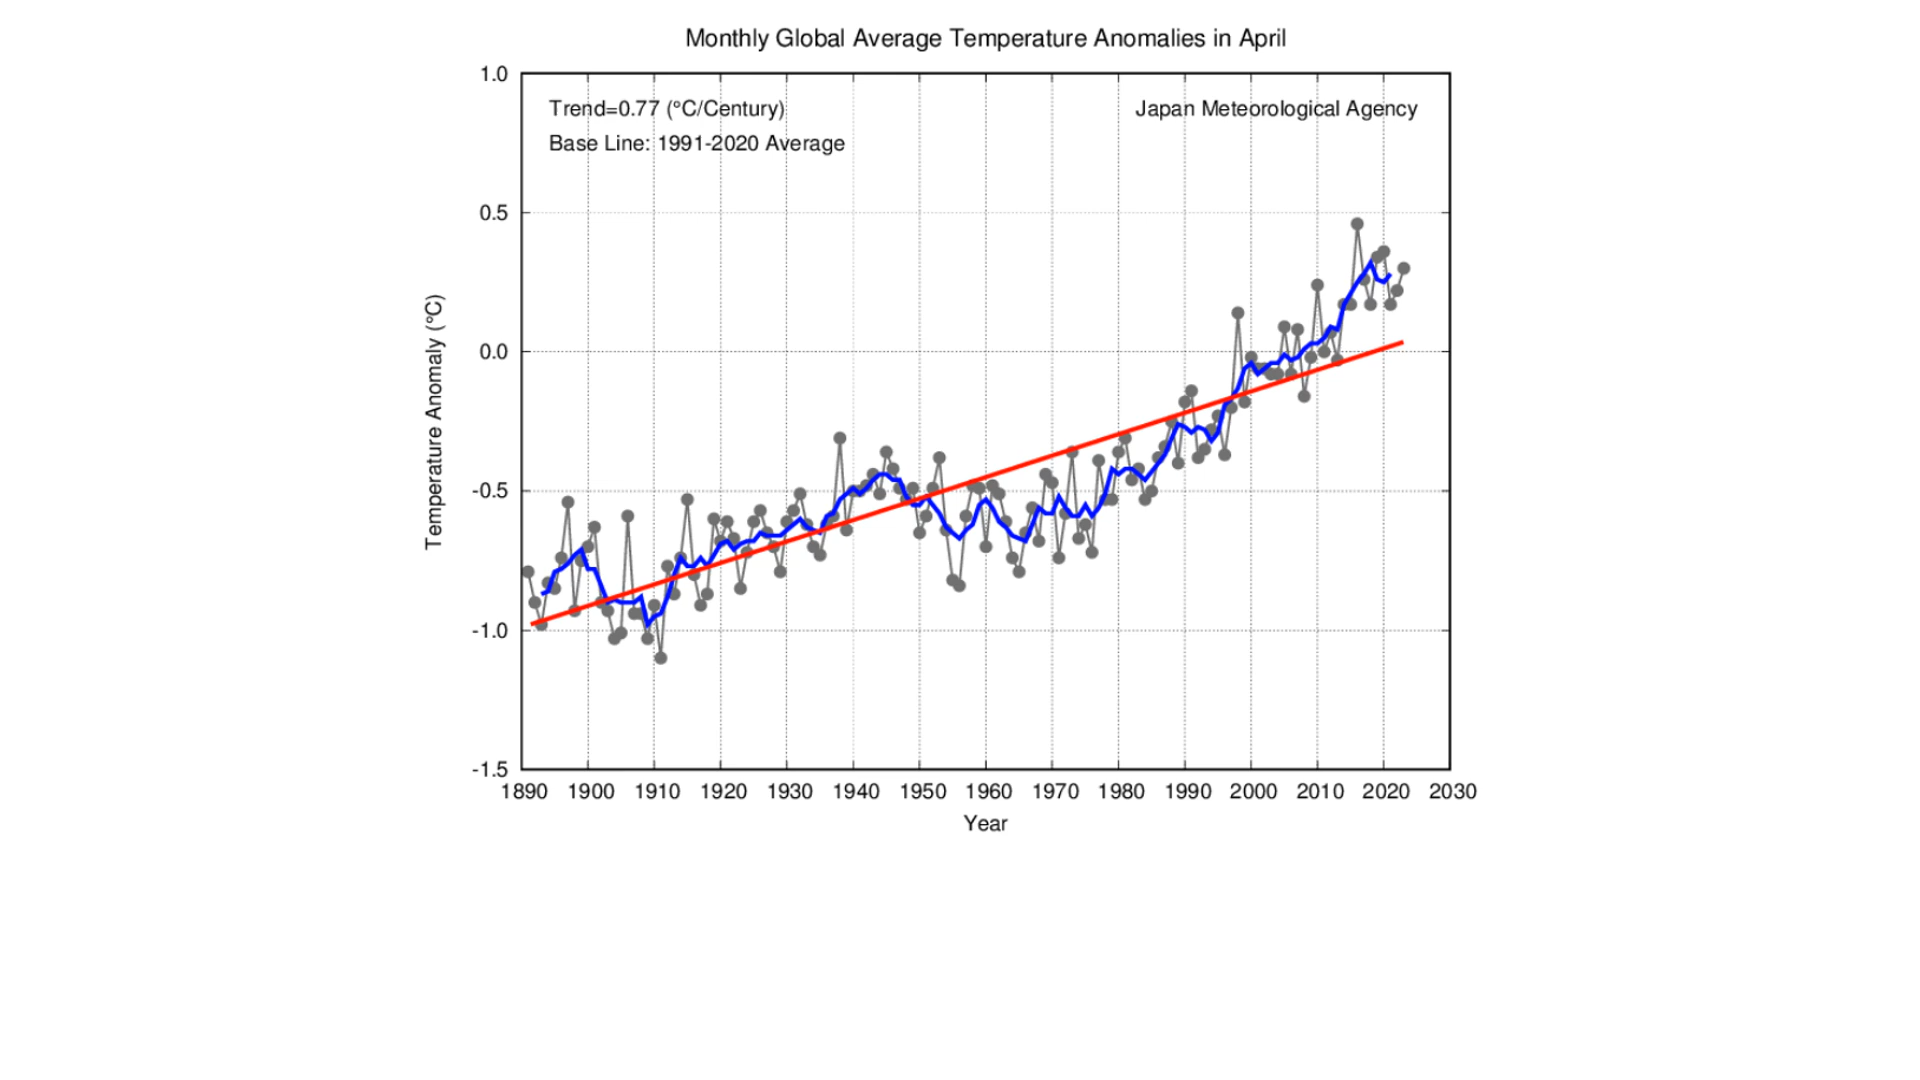 Monthly Global Average Temperature Anomalies in April
Trend=0.77 (°C/Century)
Japan Meteorological Agency
Base Line: 1991-2020 Average
Temperature Anomaly (°C)
1.0
0.5
0.0
-0.5
-1.0
-1.5
1890 1900 1910 1920 1930 1940 1950 1960 1970 1980 1990 2000 2010 2020 2030
Year